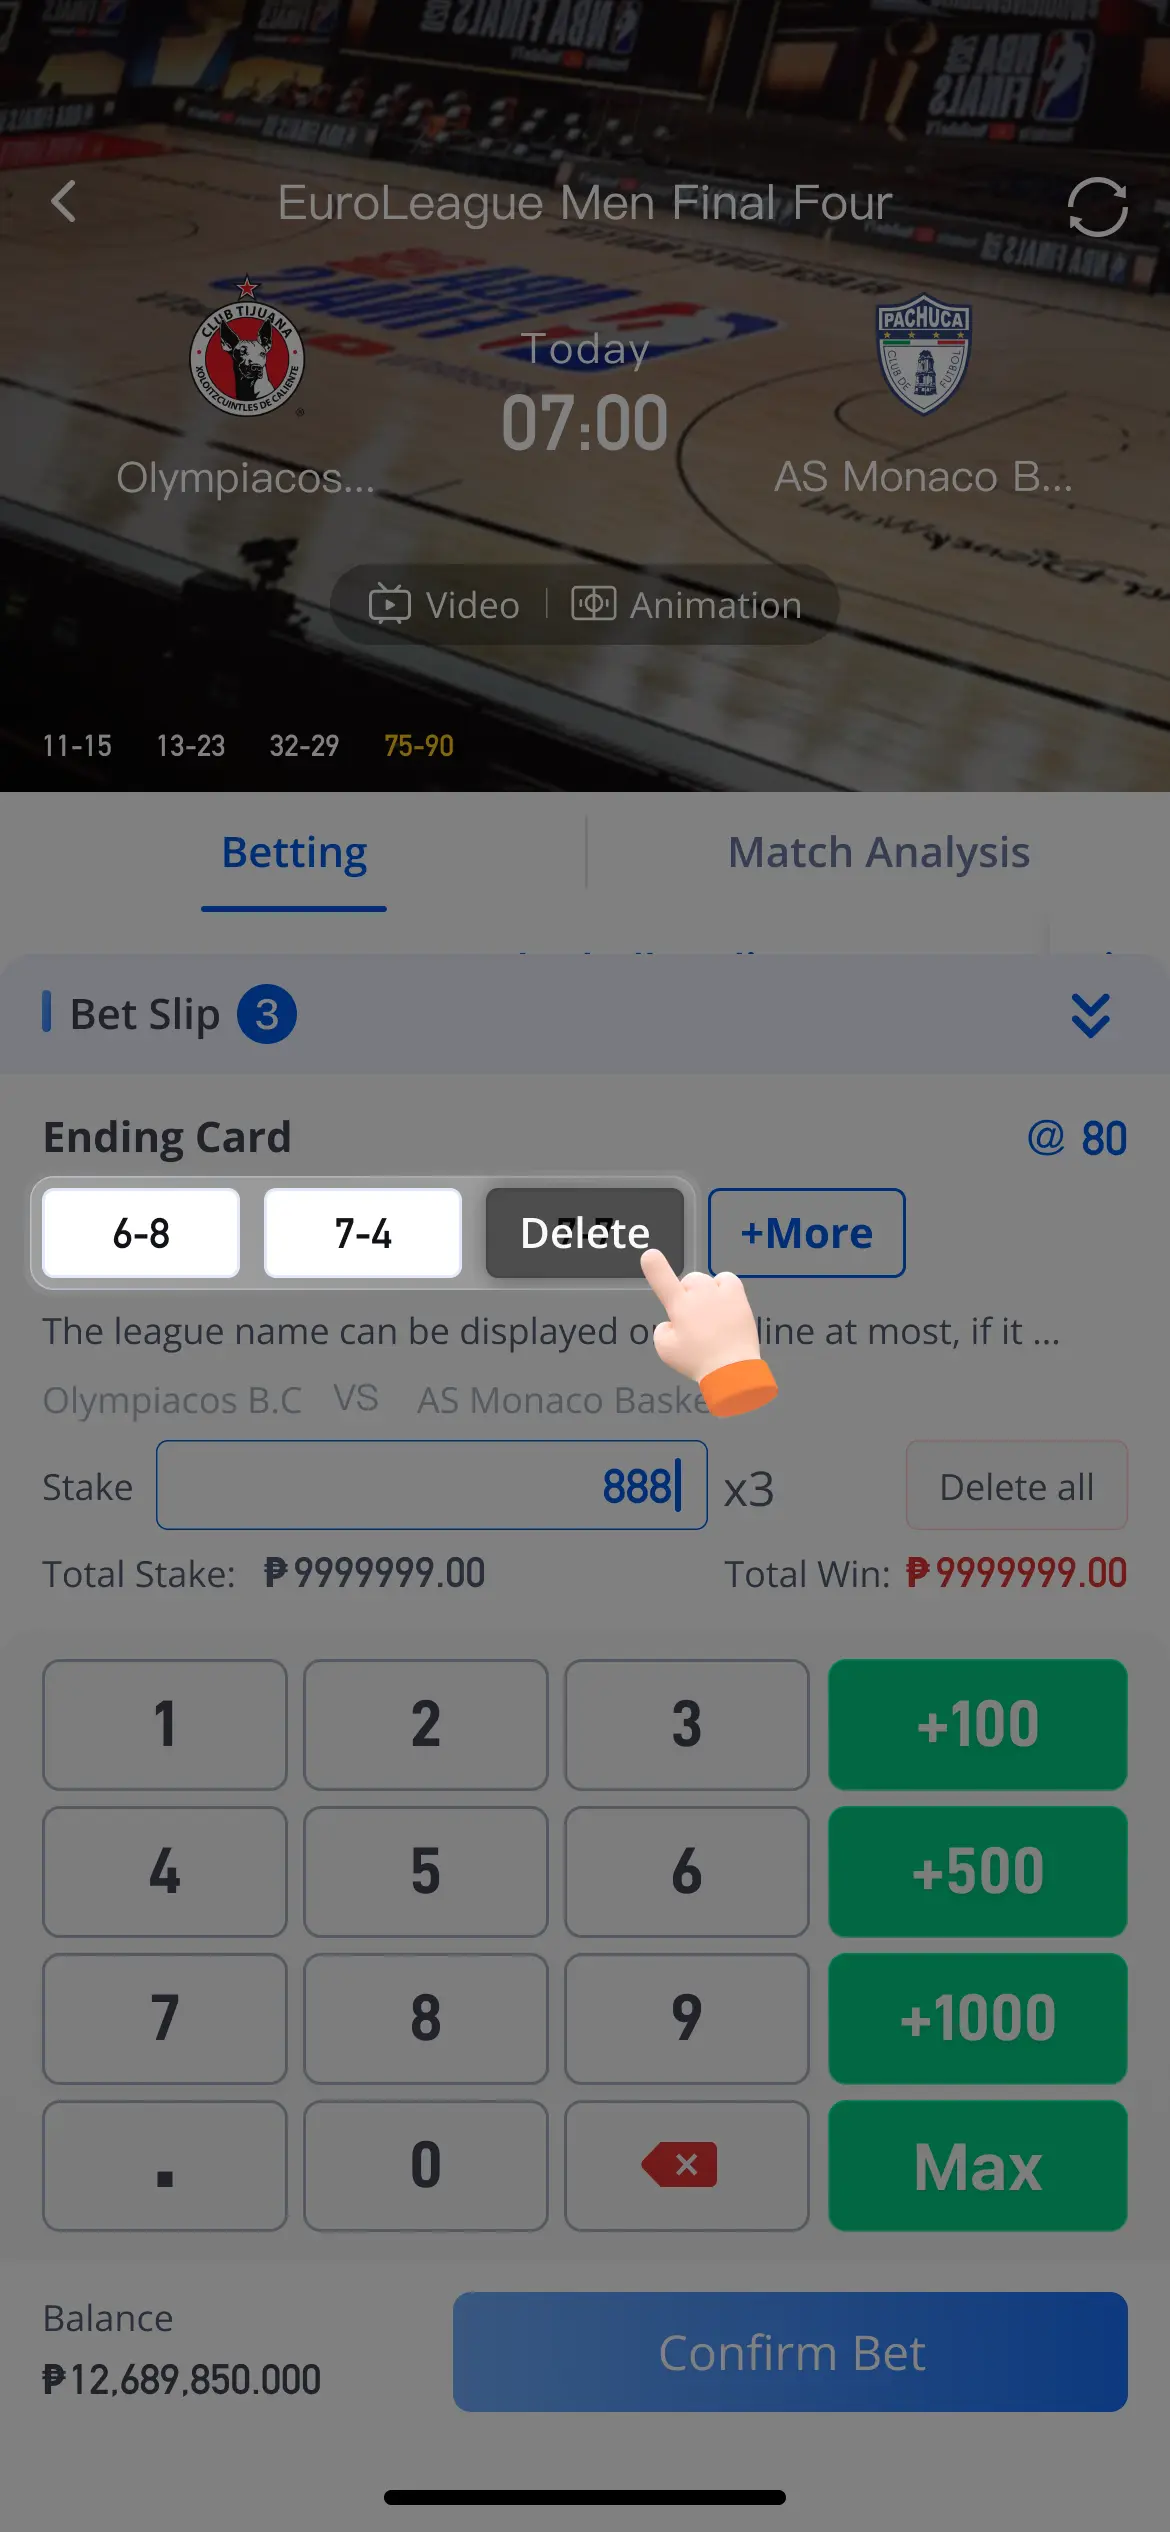 NBA FINALS
EuroLeague Men Final Four
CLUB TIJUANA
XOLOITZCUINTLES DE CALIENTE
PACHUCA
CLUB DE FUTBOL
Today
07:00
Olympiacos...
AS Monaco B...
Video
Animation
11-15 13-23 32-29 75-90
Betting
Match Analysis
Bet Slip 3
Ending Card
@ 80
6-8
7-4
Delete
+More
The league name can be displayed o line at most, if it ...
Olympiacos B.C VS AS Monaco Baske
Stake
888
x3
Delete all
Total Stake: ₱9999999.00
Total Win: ₱9999999.00
1 2 3 +100
4 5 6 +500
7 8 9 +1000
. 0 × Max
Balance
₱12,689,850.000
Confirm Bet